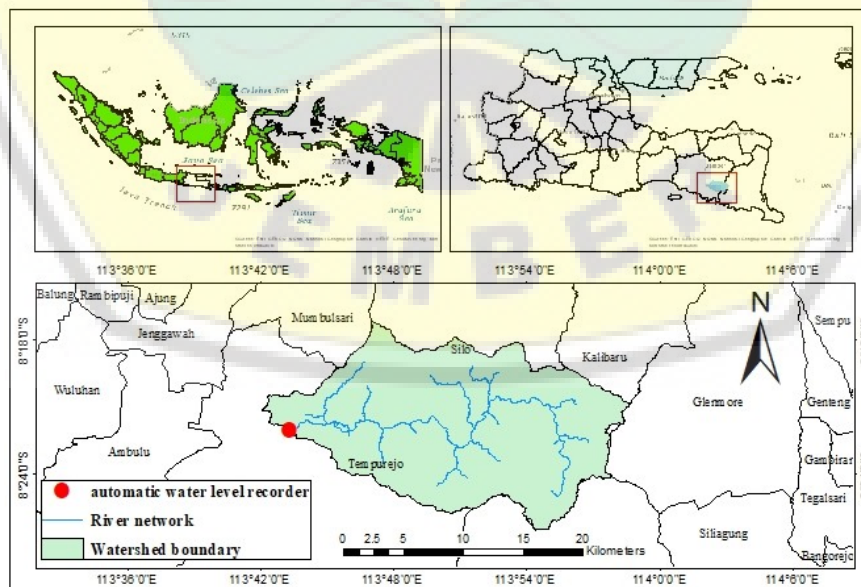 Celebes Sea
Java Sea
Java Trench
Timur Sea
Arafura Sea
EMBER
113°36'0"E 113°42'0"E 113°48'0"E 113°54'0"E 114°0'0"E 114°6'0"E
8°18'0"S
8°24'0"S
N
Balung
Rambipuji
Ajung
Jenggawah
Mumbulsari
Silo
Kalibaru
Sempu
Wuluhan
Glenmore
Genteng
Ambulu
Tempurejo
Gambiran
Tegalsari
Siliagung
Bangorejo
automatic water level recorder
River network
Watershed boundary
0 2.5 5 10 15 20
Kilometers
113°36'0"E 113°42'0"E 113°48'0"E 113°54'0"E 114°0'0"E 114°6'0"E